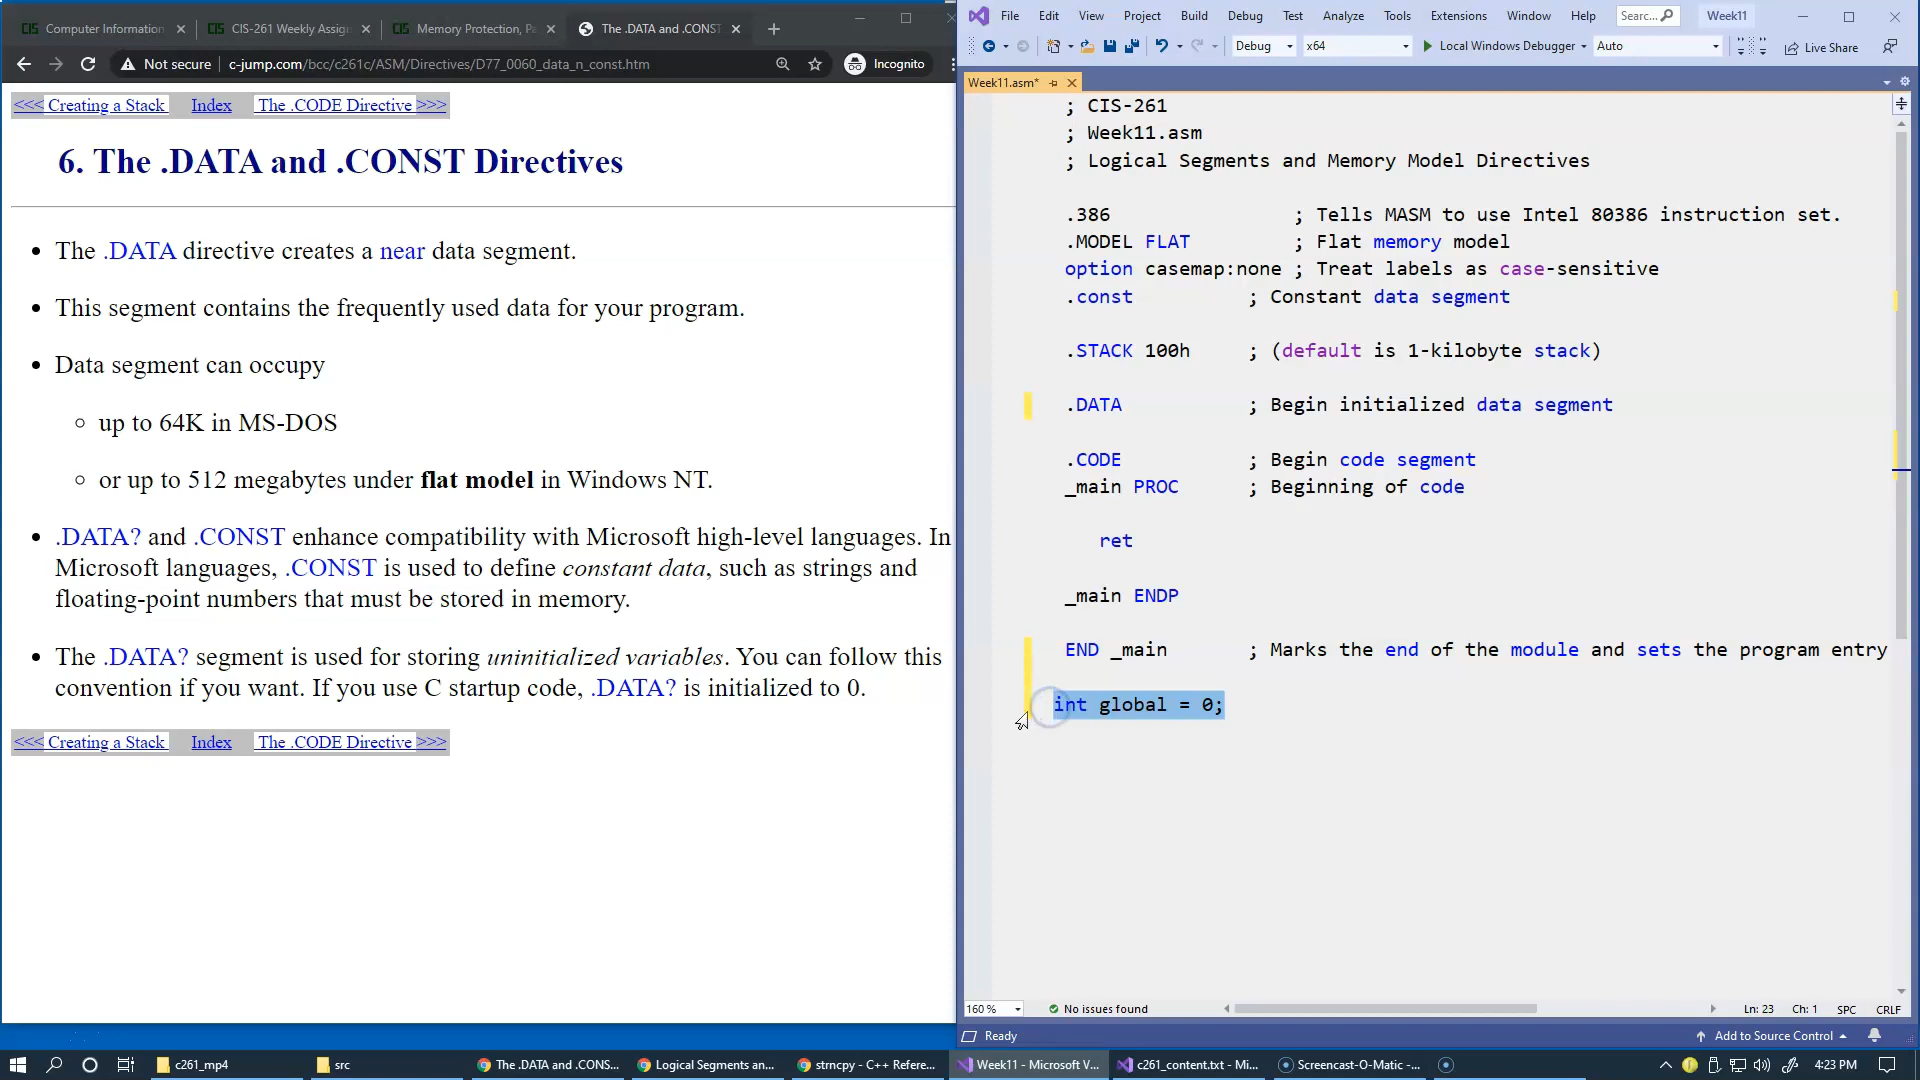 Computer Information
CIS-261 Weekly Assign
Memory Protection, Pa
The .DATA and .CONST
Not secure
c-jump.com/bcc/c261c/ASM/Directives/D77_0060_data_n_const.htm
Incognito
<<< Creating a Stack Index The .CODE Directive >>>
6. The .DATA and .CONST Directives
The .DATA directive creates a near data segment.
This segment contains the frequently used data for your program.
Data segment can occupy
up to 64K in MS-DOS
or up to 512 megabytes under flat model in Windows NT.
.DATA? and .CONST enhance compatibility with Microsoft high-level languages. In
Microsoft languages, .CONST is used to define constant data, such as strings and
floating-point numbers that must be stored in memory.
The .DATA? segment is used for storing uninitialized variables. You can follow this
convention if you want. If you use C startup code, .DATA? is initialized to 0.
<<< Creating a Stack Index The .CODE Directive >>>
File Edit View Project Build Debug Test Analyze Tools Extensions Window Help Searc... Week11
Debug x64 Local Windows Debugger Auto Live Share
Week11.asm*
; CIS-261
; Week11.asm
; Logical Segments and Memory Model Directives
.386 ; Tells MASM to use Intel 80386 instruction set.
.MODEL FLAT ; Flat memory model
option casemap:none ; Treat labels as case-sensitive
.const ; Constant data segment
.STACK 100h ; (default is 1-kilobyte stack)
.DATA ; Begin initialized data segment
.CODE ; Begin code segment
_main PROC ; Beginning of code
ret
_main ENDP
END _main ; Marks the end of the module and sets the program entry
int global = 0;
160 % No issues found Ln: 23 Ch: 1 SPC CRLF
Ready Add to Source Control
c261_mp4
src
The .DATA and .CONS...
Logical Segments an...
strncpy - C++ Refere...
Week11 - Microsoft V...
c261_content.txt - Mi...
Screencast-O-Matic -...
4:23 PM